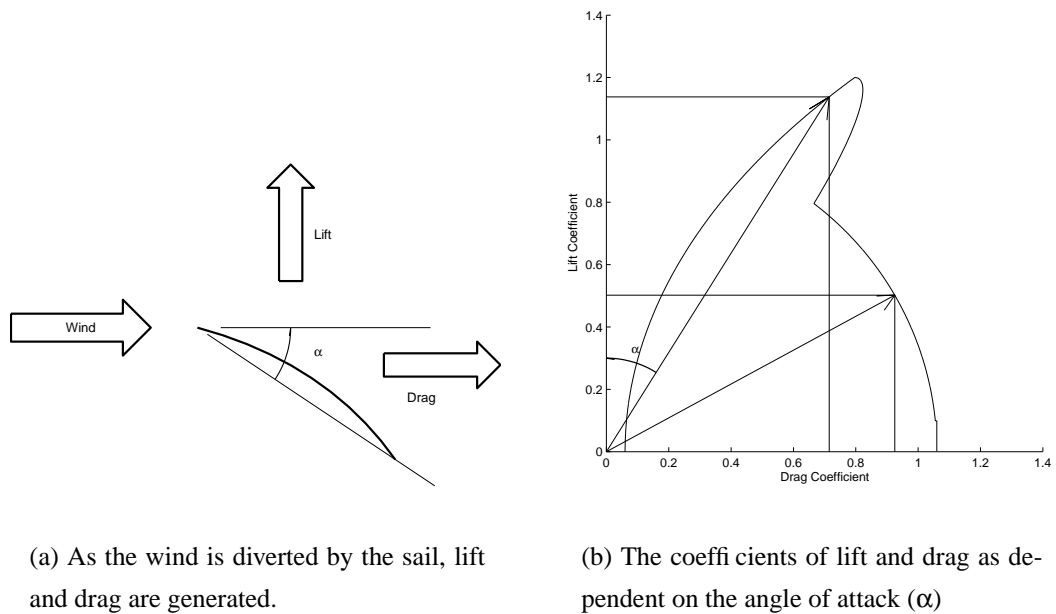 Lift
Wind
α
Drag
1.4
1.2
1
0.8
0.6
0.4
0.2
0
Lift Coefficient
α
0 0.2 0.4 0.6 0.8 1 1.2 1.4
Drag Coefficient
(a) As the wind is diverted by the sail, lift
and drag are generated.
(b) The coeffi cients of lift and drag as de-
pendent on the angle of attack (α)